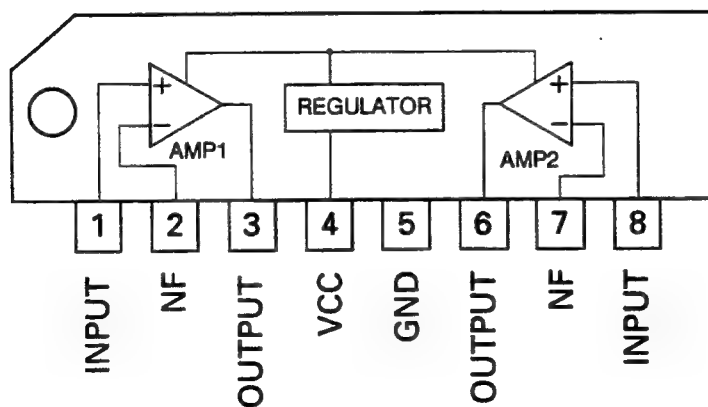 + − AMP1
REGULATOR
+ − AMP2
1 2 3 4 5 6 7 8
INPUT
NF
OUTPUT
VCC
GND
OUTPUT
NF
INPUT